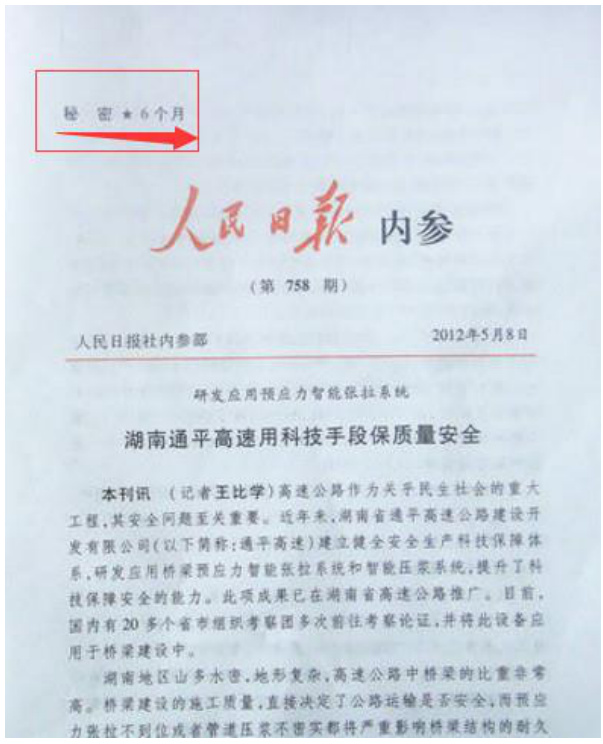 秘 密 ★ 6个月
人民日报 内参
(第 758 期)
人民日报社内参部 2012年5月8日
研发应用预应力智能张拉系统
湖南通平高速用科技手段保质量安全
本刊讯 (记者王比学)高速公路作为关乎民生社会的重大
工程,其安全问题至关重要。近年来,湖南省通平高速公路建设开
发有限公司(以下简称:通平高速)建立健全安全生产科技保障体
系,研发应用桥梁预应力智能张拉系统和智能压浆系统,提升了科
技保障安全的能力。此项成果已在湖南省高速公路推广。目前,
国内有 20 多个省市组织考察团多次前往考察论证,并将此设备应
用于桥梁建设中。
湖南地区山多水密,地形复杂,高速公路中桥梁的比重非常
高。桥梁建设的施工质量,直接决定了公路运输是否安全,而预应
力张拉不到位或者管道压浆不密实都将严重影响桥梁结构的耐久